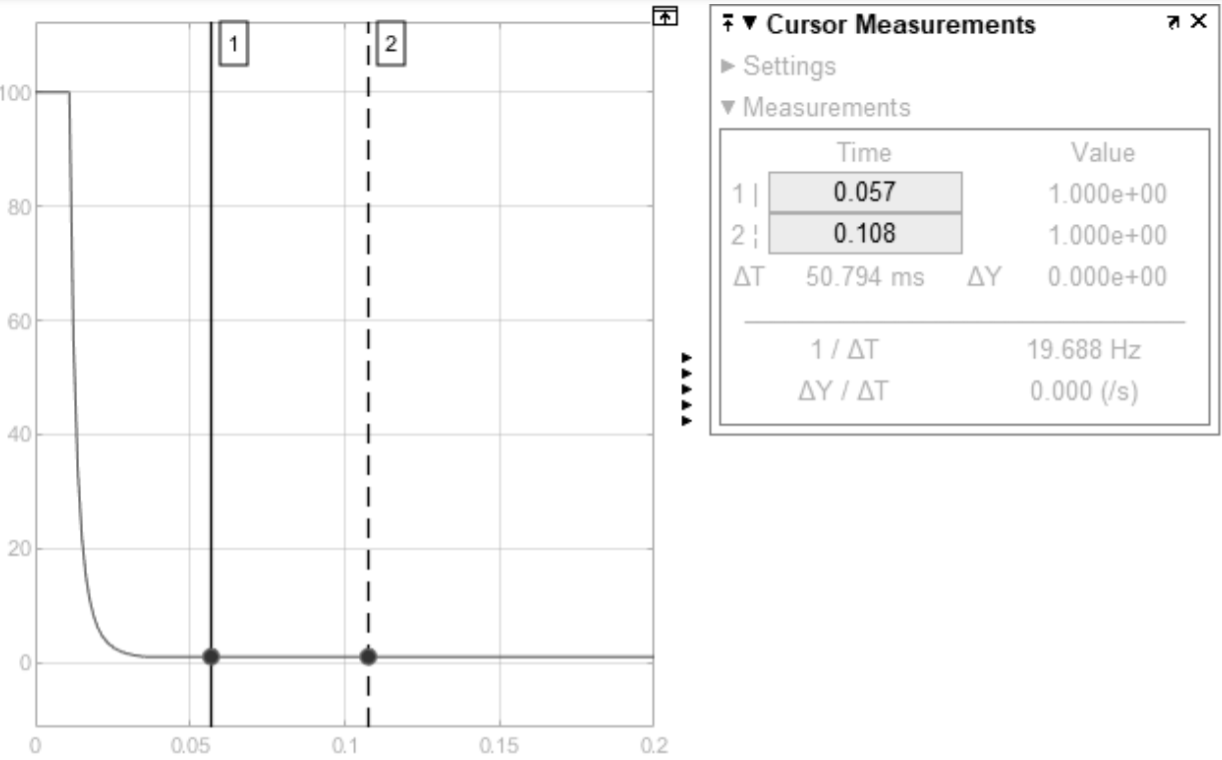 1
2
100
80
60
40
20
0
0 0.05 0.1 0.15 0.2
Cursor Measurements
Settings
Measurements
Time Value
1 | 0.057 1.000e+00
2 ¦ 0.108 1.000e+00
ΔT 50.794 ms ΔY 0.000e+00
1 / ΔT 19.688 Hz
ΔY / ΔT 0.000 (/s)